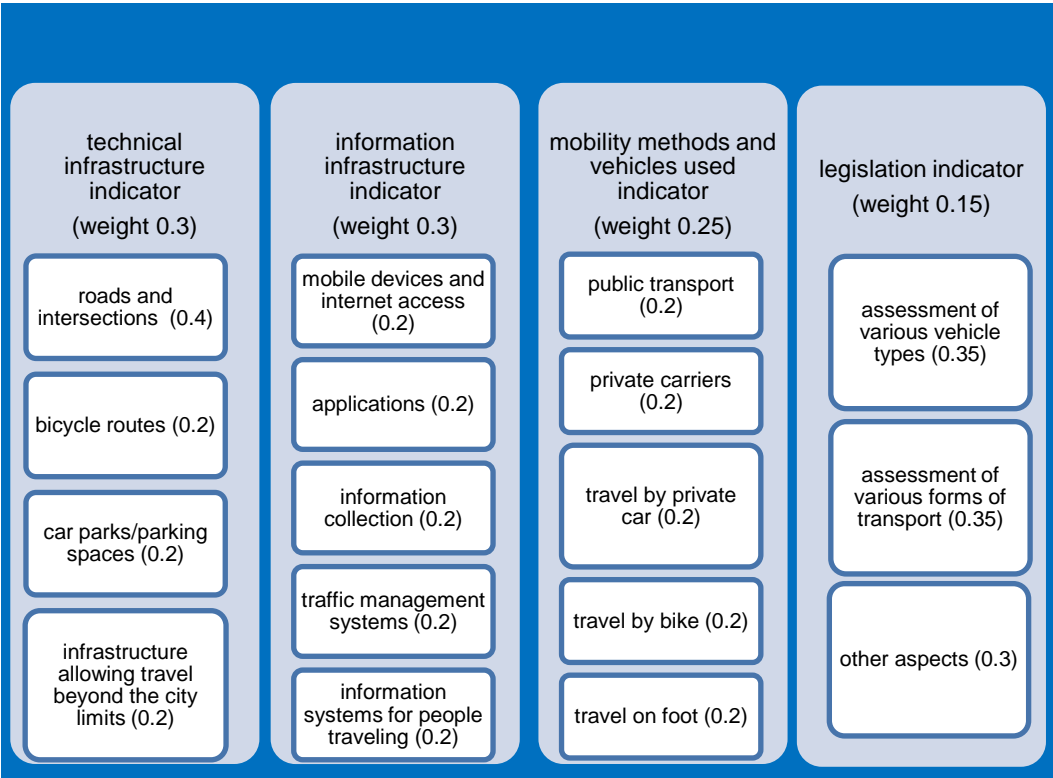 technical
infrastructure
indicator
(weight 0.3)
roads and
intersections (0.4)
bicycle routes (0.2)
car parks/parking
spaces (0.2)
infrastructure
allowing travel
beyond the city
limits (0.2)
information
infrastructure
indicator
(weight 0.3)
mobile devices and
internet access
(0.2)
applications (0.2)
information
collection (0.2)
traffic management
systems (0.2)
information
systems for people
traveling (0.2)
mobility methods and
vehicles used
indicator
(weight 0.25)
public transport
(0.2)
private carriers
(0.2)
travel by private
car (0.2)
travel by bike (0.2)
travel on foot (0.2)
legislation indicator
(weight 0.15)
assessment of
various vehicle
types (0.35)
assessment of
various forms of
transport (0.35)
other aspects (0.3)